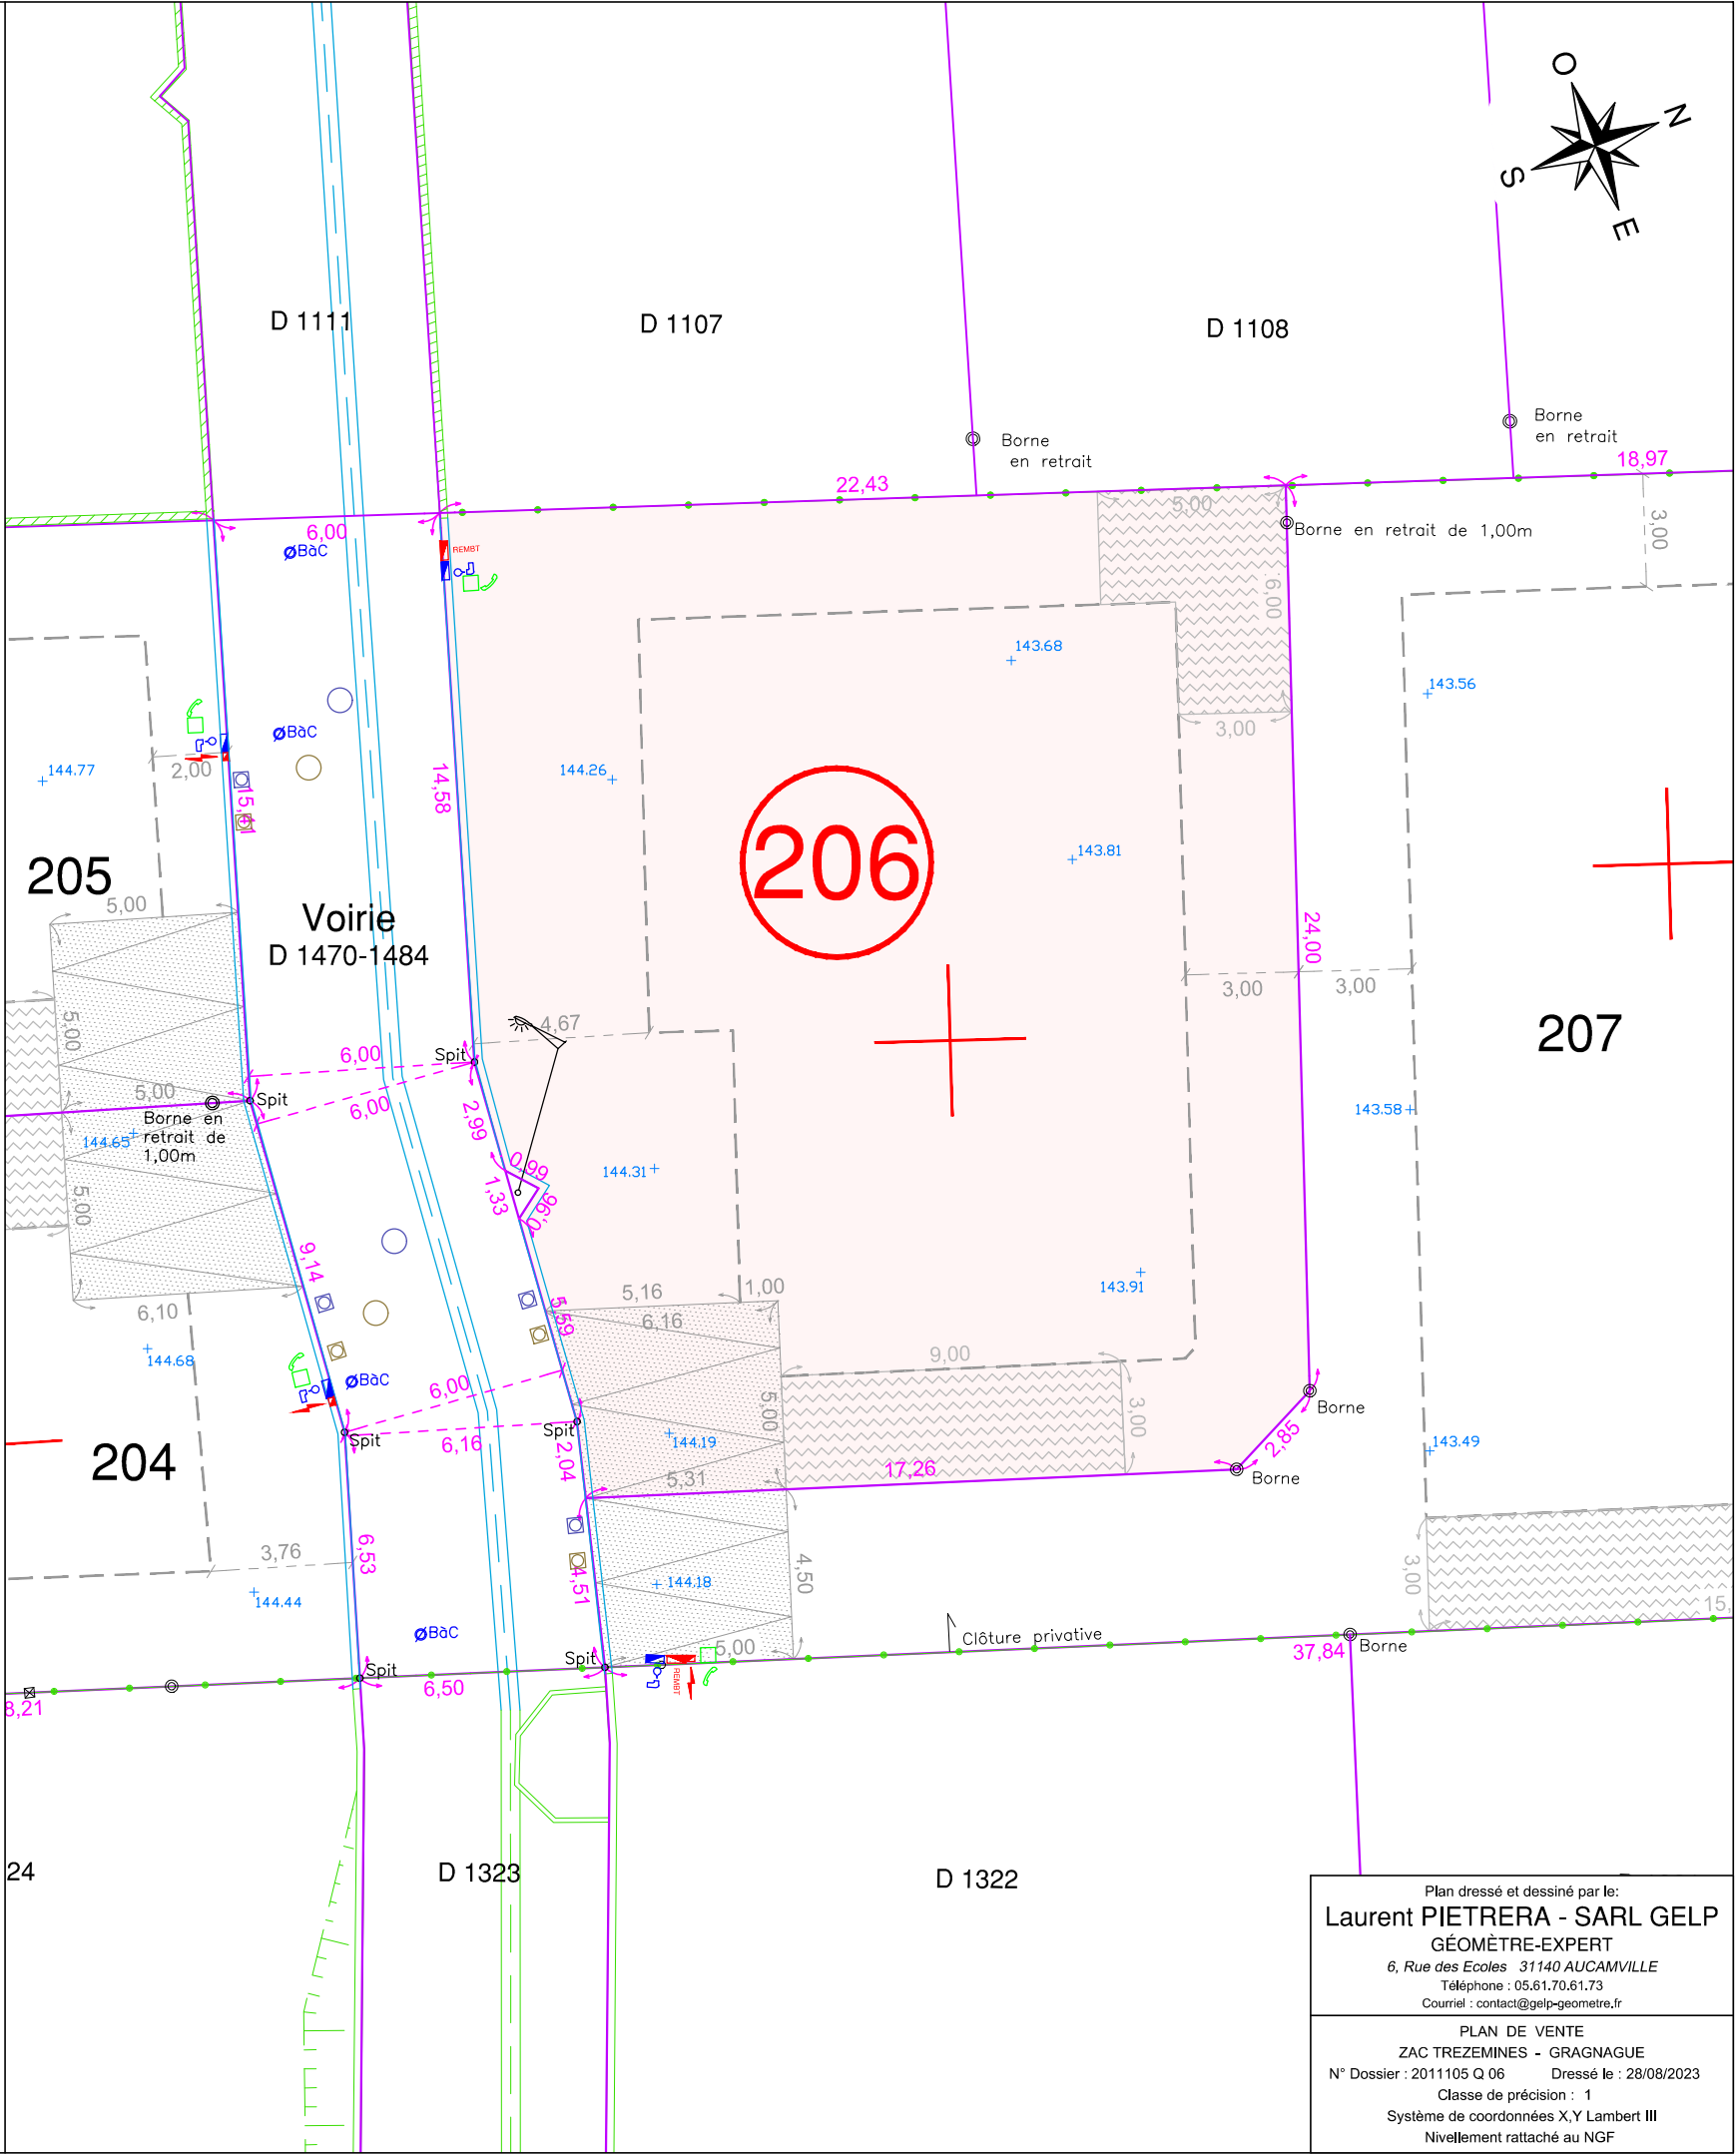 O
N
S
E
D 1111
D 1107
D 1108
Borne
en retrait
Borne
en retrait
22,43
18,97
5,00
3,00
6,00
Borne en retrait de 1,00m
ØBàC
REMBT
6,00
143.68
143.56
3,00
ØBàC
2,00
144.77
15,41
14,58
144.26
206
143.81
205
5,00
Voirie
D 1470-1484
24,00
3,00
3,00
5,00
4,67
207
6,00
Spit
5,00
Spit
6,00
2,99
143.58
Borne en
retrait de
1,00m
144.65
0,99
144.31
1,33
0,96
5,00
9,14
143.91
5,16
1,00
6,10
5,59
6,16
144.68
9,00
ØBàC
6,00
5,00
3,00
Borne
Spit
Spit
6,16
2,04
144.19
2,85
143.49
204
5,31
17,26
Borne
6,53
3,76
4,51
4,50
3,00
144.44
144.18
15,
ØBàC
Clôture privative
5,00
37,84
Borne
Spit
Spit
REMBT
6,50
8,21
24
D 1323
D 1322
Plan dressé et dessiné par le:
Laurent PIETRERA - SARL GELP
GÉOMÈTRE-EXPERT
6, Rue des Ecoles 31140 AUCAMVILLE
Téléphone : 05.61.70.61.73
Courriel : contact@gelp-geometre.fr
PLAN DE VENTE
ZAC TREZEMINES - GRAGNAGUE
N° Dossier : 2011105 Q 06 Dressé le : 28/08/2023
Classe de précision : 1
Système de coordonnées X,Y Lambert III
Nivellement rattaché au NGF